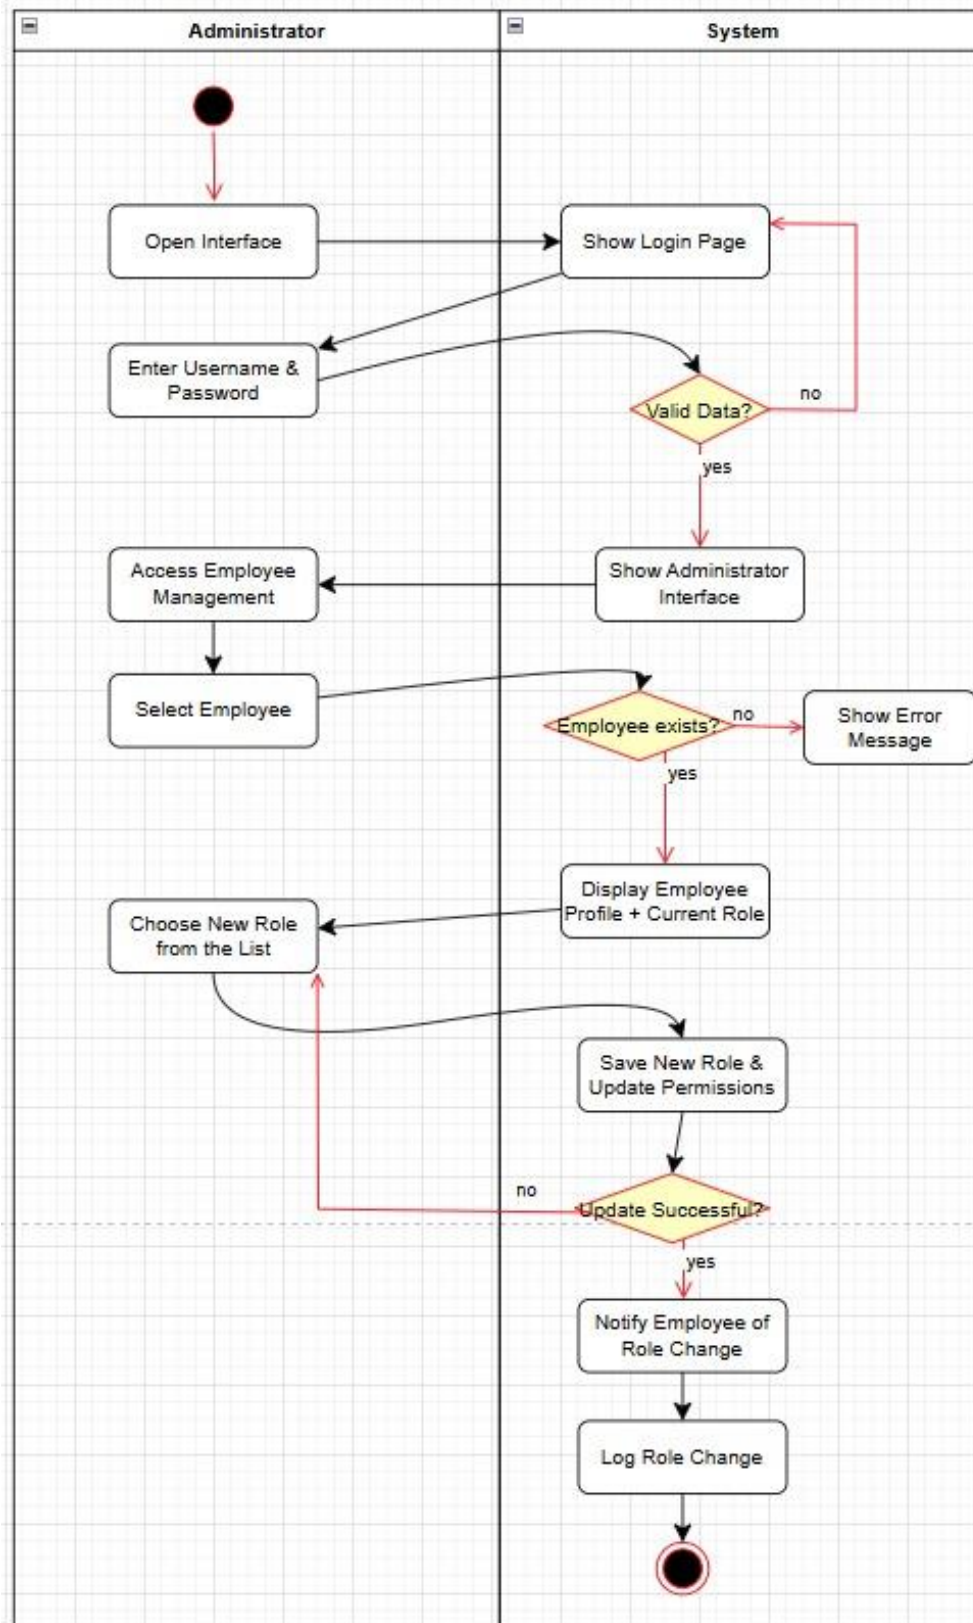 Administrator
System
Open Interface
Show Login Page
Enter Username &
Password
Valid Data?
no
yes
Access Employee
Management
Show Administrator
Interface
Select Employee
Employee exists?
no
Show Error
Message
yes
Display Employee
Profile + Current Role
Choose New Role
from the List
Save New Role &
Update Permissions
no
Update Successful?
yes
Notify Employee of
Role Change
Log Role Change